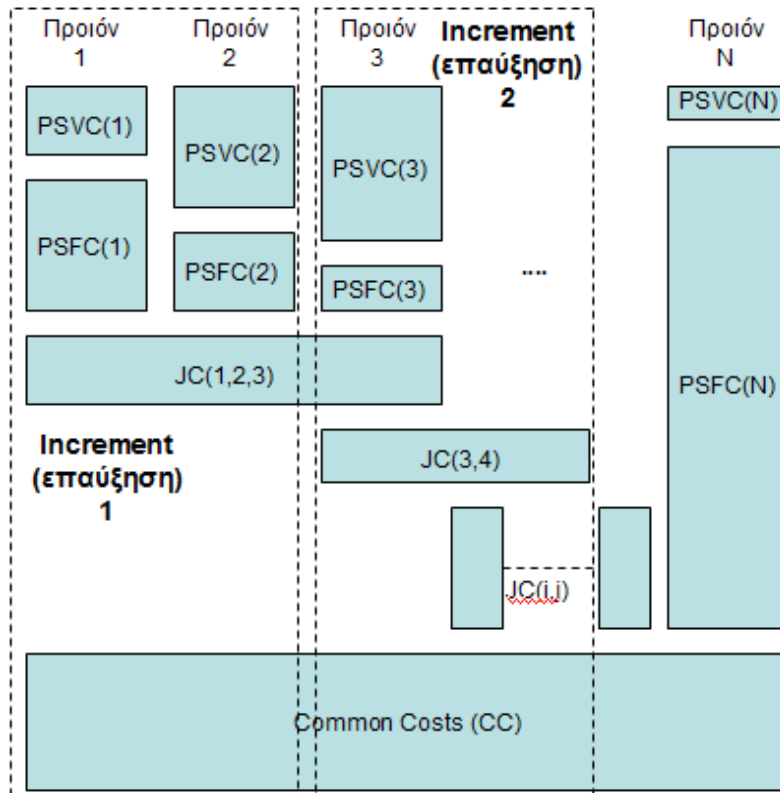 Προιόν
1
Προιόν
2
Προιόν
3
Increment
(επαύξηση)
2
Προιόν
N
PSVC(1)
PSVC(2)
PSVC(3)
PSVC(N)
PSFC(1)
PSFC(2)
PSFC(3)
....
PSFC(N)
JC(1,2,3)
Increment
(επαύξηση)
1
JC(3,4)
JC(i,j)
Common Costs (CC)